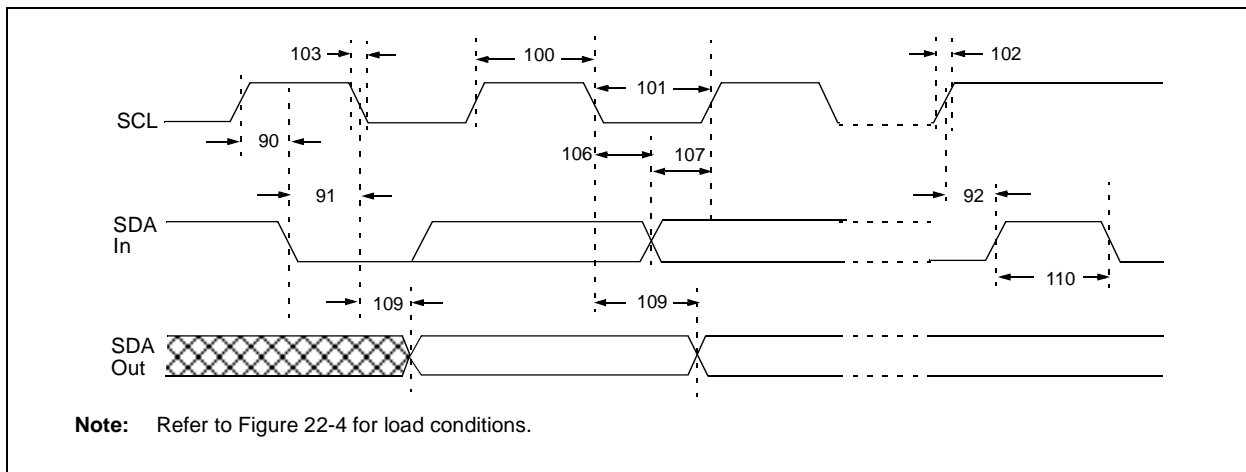 103
100
101
102
SCL
90
106
107
91
92
SDA
In
109
109
110
SDA
Out
Note: Refer to Figure 22-4 for load conditions.